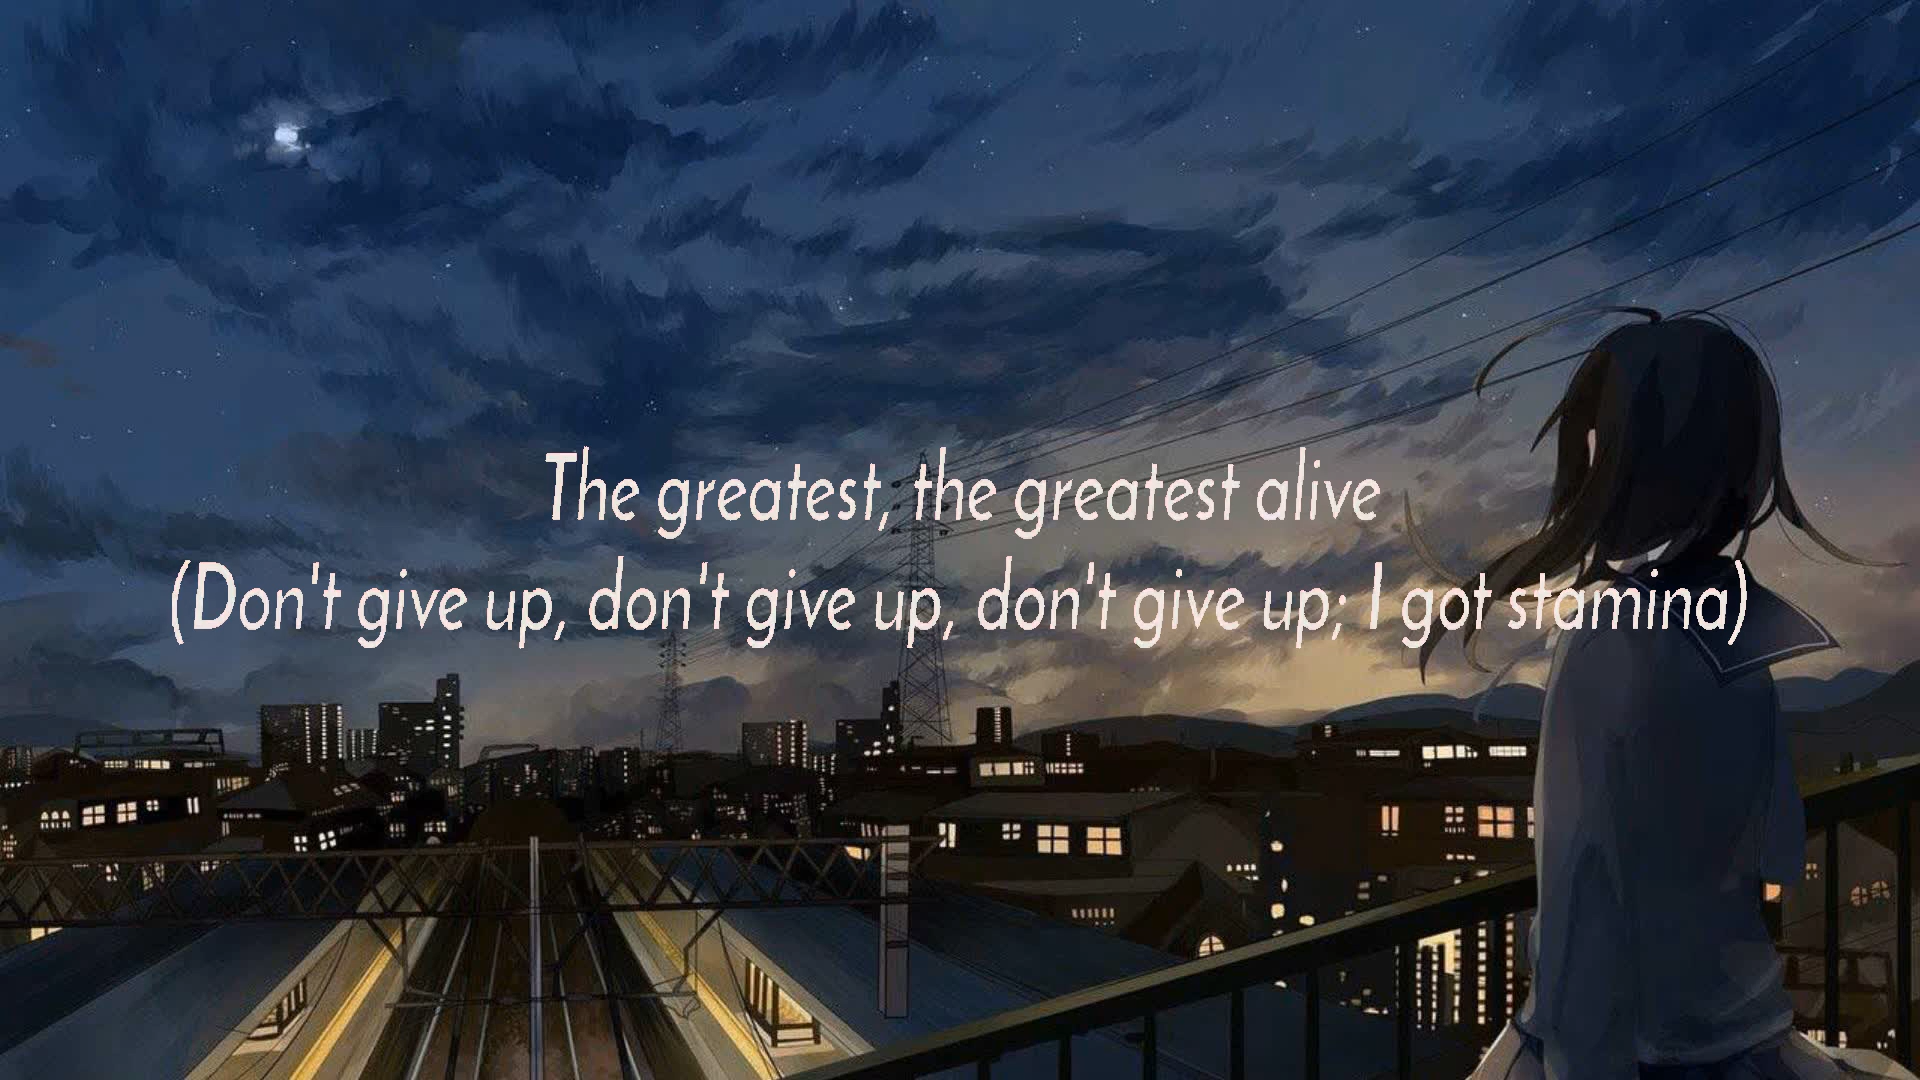 The greatest, the greatest alive
(Don't give up, don't give up, don't give up; I got stamina)